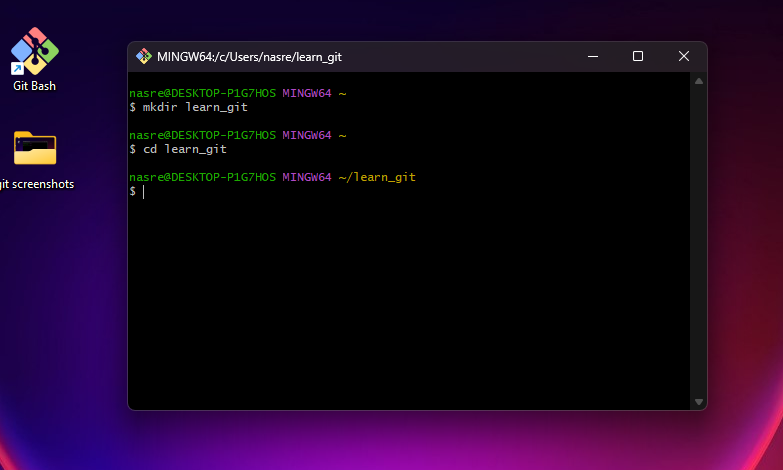 Git Bash
git screenshots
MINGW64:/c/Users/nasre/learn_git
nasre@DESKTOP-P1G7HOS MINGW64 ~
$ mkdir learn_git
nasre@DESKTOP-P1G7HOS MINGW64 ~
$ cd learn_git
nasre@DESKTOP-P1G7HOS MINGW64 ~/learn_git
$